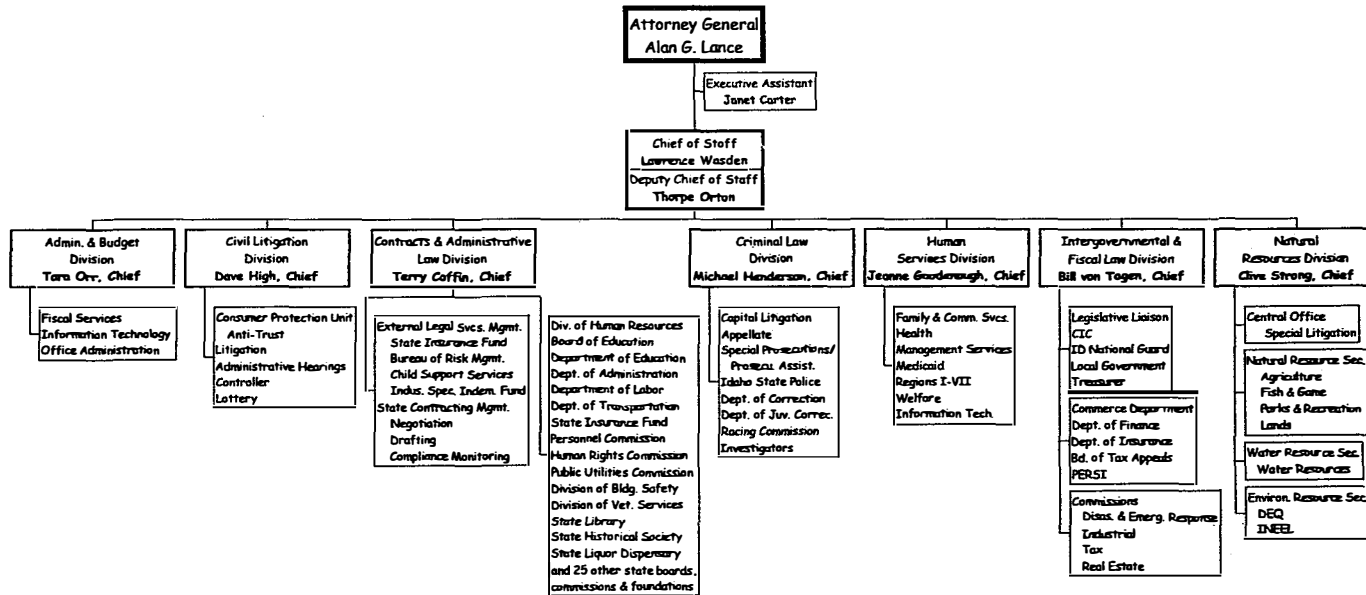 Attorney General
Alan G. Lance
Executive Assistant
Janet Carter
Chief of Staff
Lawrence Wasden
Deputy Chief of Staff
Thorpe Orton
Admin. & Budget
Division
Tara Orr, Chief
Fiscal Services
Information Technology
Office Administration
Civil Litigation
Division
Dave High, Chief
Consumer Protection Unit
Anti-Trust
Litigation
Administrative Hearings
Controller
Lottery
Contracts & Administrative
Law Division
Terry Coffin, Chief
External Legal Svcs. Mgmt.
State Insurance Fund
Bureau of Risk Mgmt.
Child Support Services
Indus. Spec. Indem. Fund
State Contracting Mgmt.
Negotiation
Drafting
Compliance Monitoring
Div. of Human Resources
Board of Education
Department of Education
Dept. of Administration
Department of Labor
Dept. of Transportation
State Insurance Fund
Personnel Commission
Human Rights Commission
Public Utilities Commission
Division of Bldg. Safety
Division of Vet. Services
State Library
State Historical Society
State Liquor Dispensary
and 25 other state boards,
commissions & foundations
Criminal Law
Division
Michael Henderson, Chief
Capital Litigation
Appellate
Special Prosecutions/
Prosecu. Assist.
Idaho State Police
Dept. of Correction
Dept. of Juv. Correc.
Racing Commission
Investigators
Human
Services Division
Jeanne Goodenough, Chief
Family & Comm. Svcs.
Health
Management Services
Medicaid
Regions I-VII
Welfare
Information Tech.
Intergovernmental &
Fiscal Law Division
Bill von Tagen, Chief
Legislative Liaison
CIC
ID National Guard
Local Government
Treasurer
Commerce Department
Dept. of Finance
Dept. of Insurance
Bd. of Tax Appeals
PERSI
Commissions
Disas. & Emerg. Response
Industrial
Tax
Real Estate
Natural
Resources Division
Clive Strong, Chief
Central Office
Special Litigation
Natural Resource Sec.
Agriculture
Fish & Game
Parks & Recreation
Lands
Water Resource Sec.
Water Resources
Environ. Resource Sec.
DEQ
INEEL